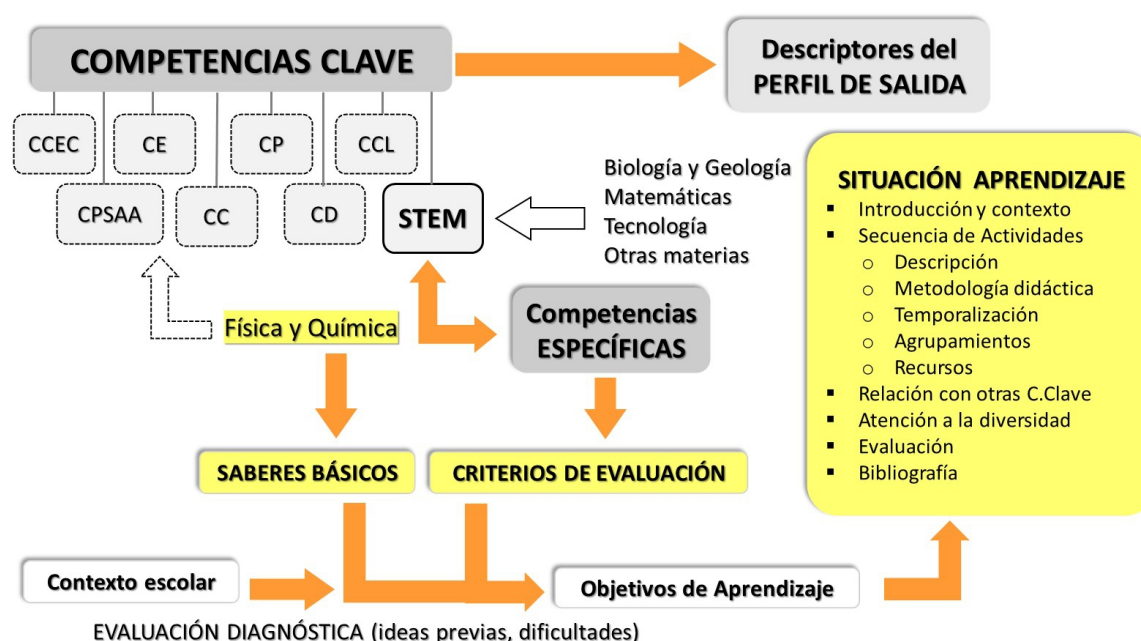 COMPETENCIAS CLAVE
Descriptores del
PERFIL DE SALIDA
CCEC
CE
CP
CCL
CPSAA
CC
CD
STEM
Biología y Geología
Matemáticas
Tecnología
Otras materias
Física y Química
Competencias
ESPECÍFICAS
SABERES BÁSICOS
CRITERIOS DE EVALUACIÓN
Contexto escolar
Objetivos de Aprendizaje
EVALUACIÓN DIAGNÓSTICA (ideas previas, dificultades)
SITUACIÓN APRENDIZAJE
▪ Introducción y contexto
▪ Secuencia de Actividades
o Descripción
o Metodología didáctica
o Temporalización
o Agrupamientos
o Recursos
▪ Relación con otras C.Clave
▪ Atención a la diversidad
▪ Evaluación
▪ Bibliografía